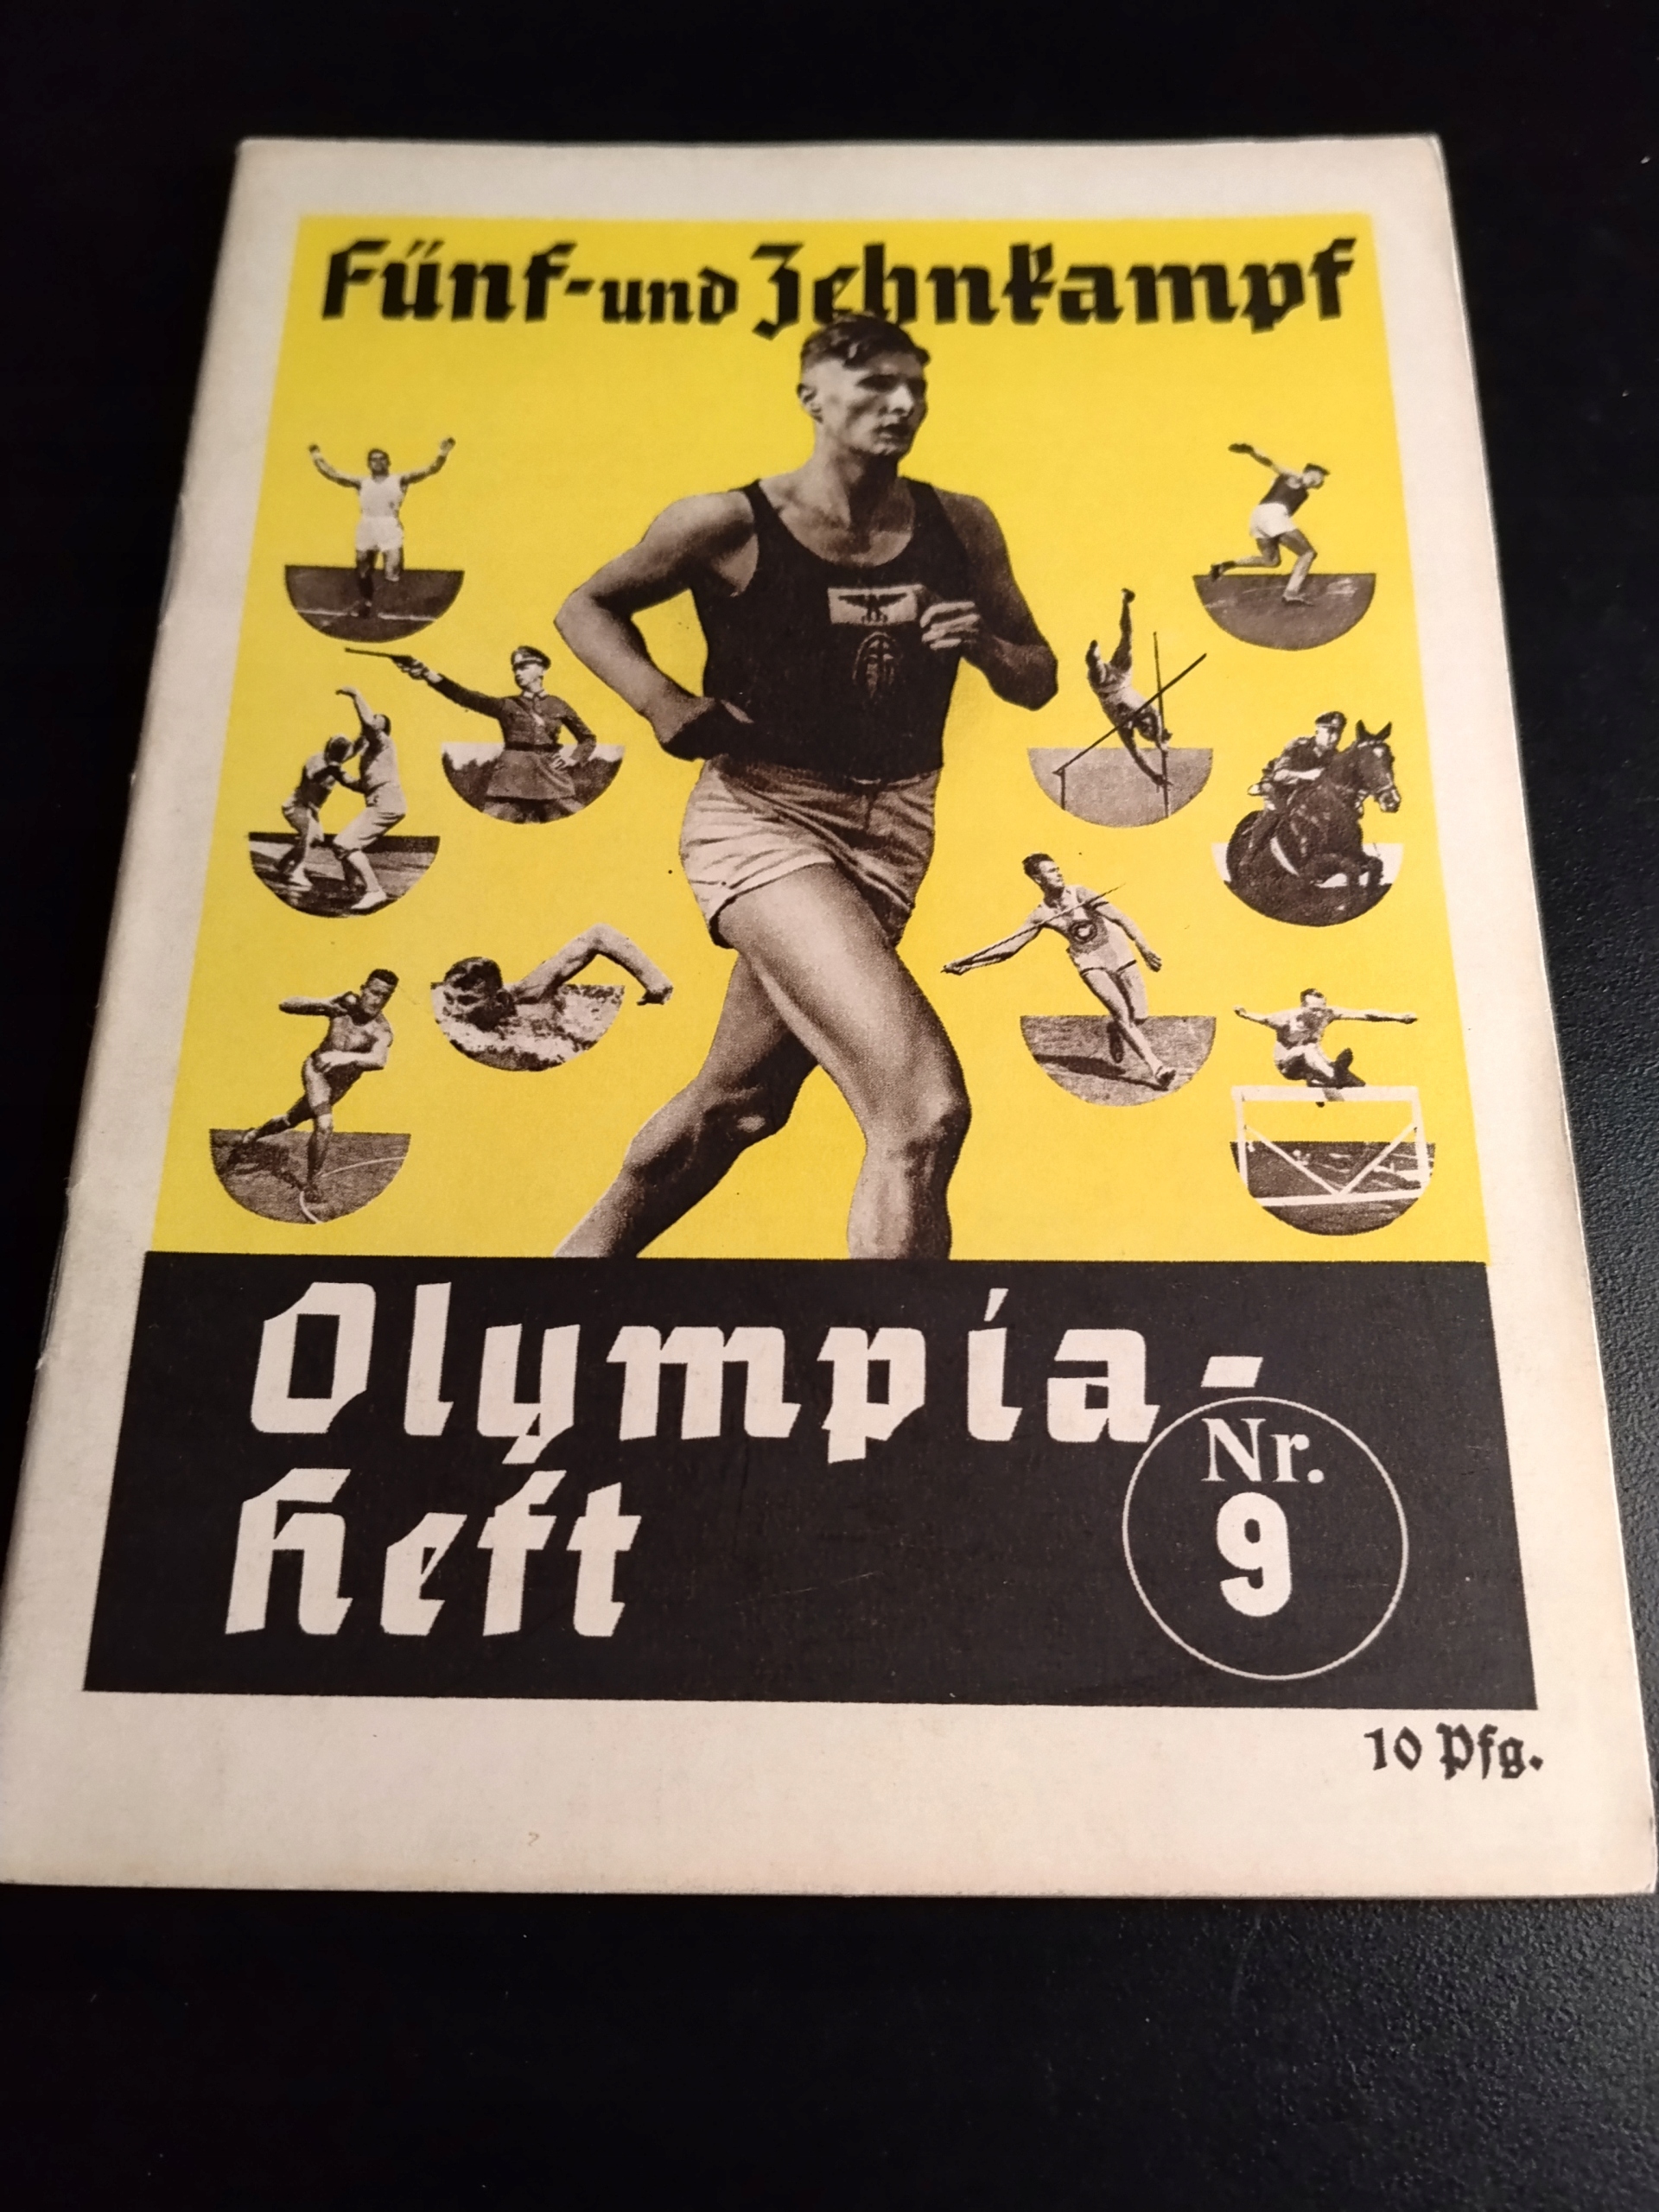 Fünf- und Zehnkampf
Olympia-
Heft
Nr.
9
10 Pfg.